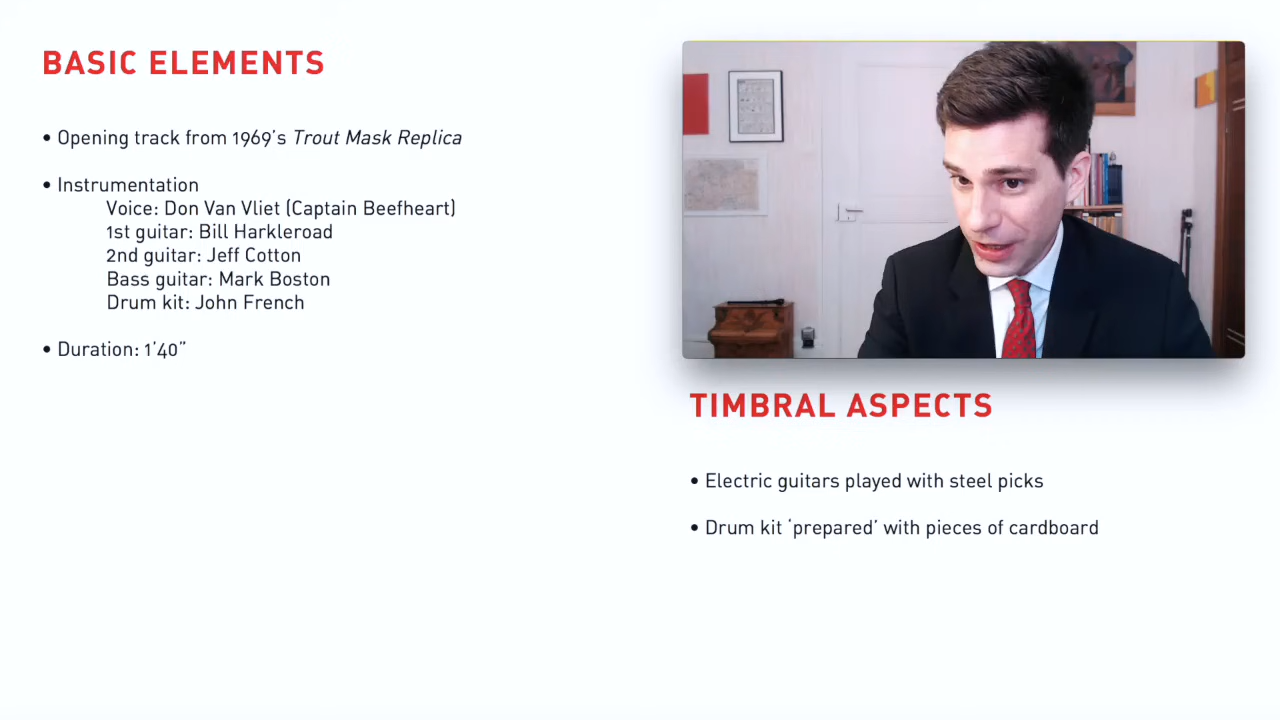 BASIC ELEMENTS
• Opening track from 1969's Trout Mask Replica
• Instrumentation
Voice: Don Van Vliet (Captain Beefheart)
1st guitar: Bill Harkleroad
2nd guitar: Jeff Cotton
Bass guitar: Mark Boston
Drum kit: John French
• Duration: 1'40”
TIMBRAL ASPECTS
• Electric guitars played with steel picks
• Drum kit ‘prepared’ with pieces of cardboard